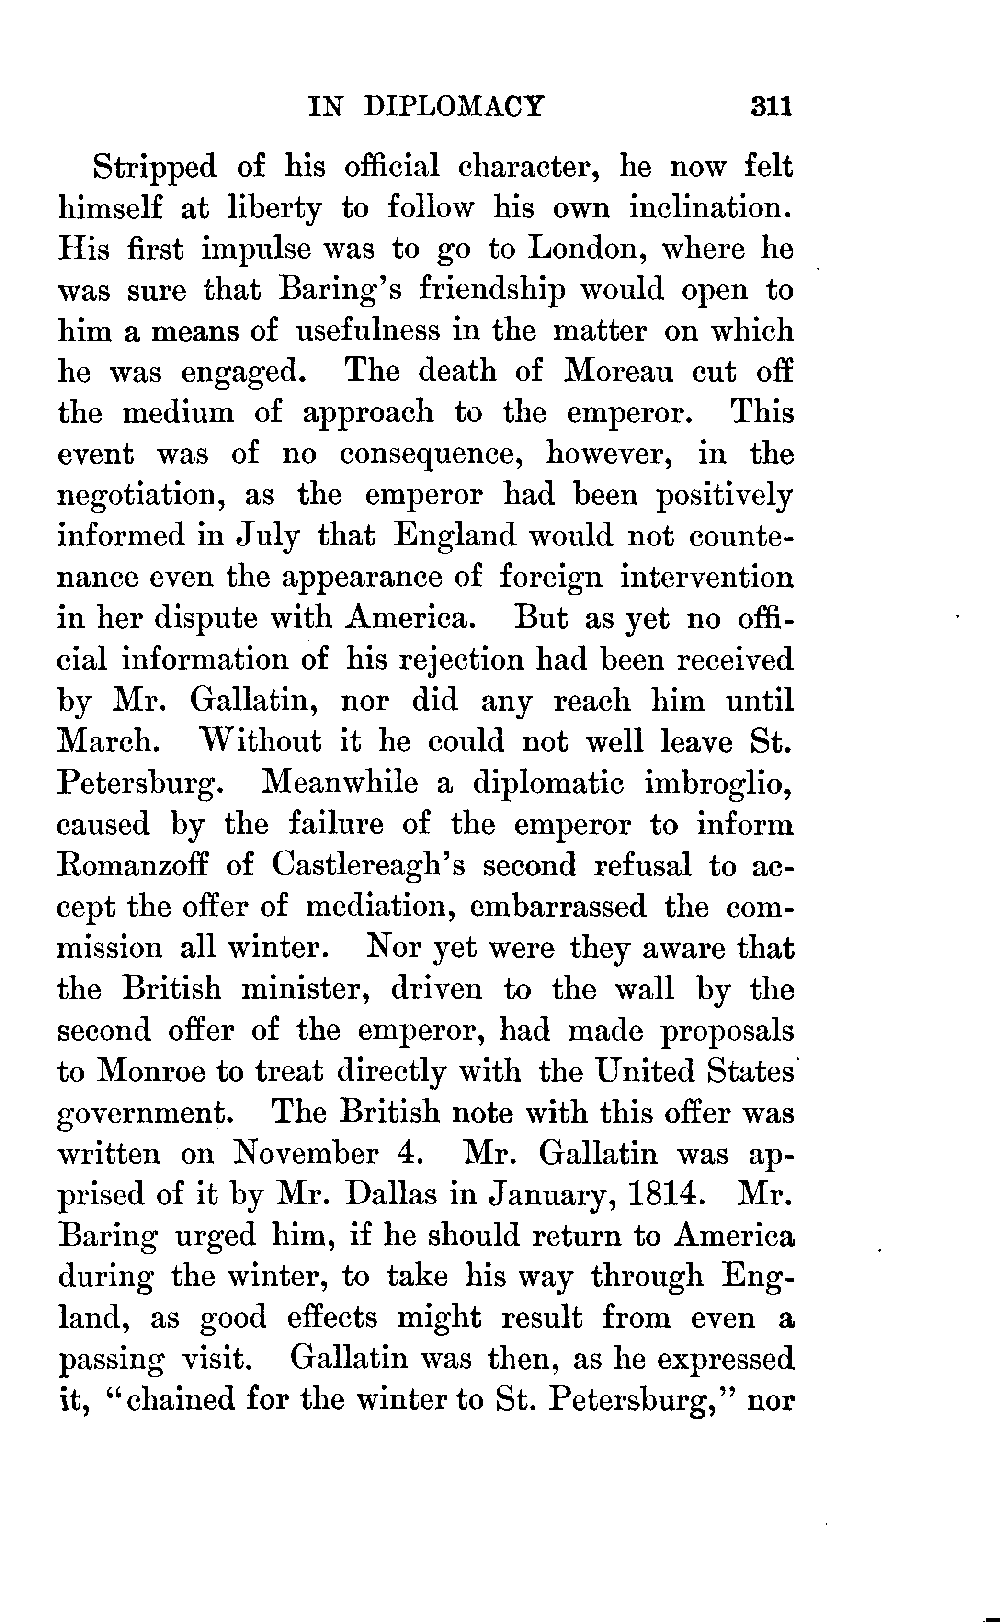 IN DIPLOMACY 311
Stripped of his official character, he now felt
himself at liberty to follow his own inclination.
His first impulse was to go to London, where he
was sure that Baring's friendship would open to
him a means of usefulness in the matter on which
he was engaged. The death of Moreau cut off
the medium of approach to the emperor. This
event was of no consequence, however, in the
negotiation, as the emperor had been positively
informed in July that England would not counte-
nance even the appearance of foreign intervention
in her dispute with America. But as yet no offi-
cial information of his rejection had been received
by Mr. Gallatin, nor did any reach him until
March. Without it he could not well leave St.
Petersburg. Meanwhile a diplomatic imbroglio,
caused by the failure of the emperor to inform
Romanzoff of Castlereagh's second refusal to ac-
cept the offer of mediation, embarrassed the com-
mission all winter. Nor yet were they aware that
the British minister, driven to the wall by the
second offer of the emperor, had made proposals
to Monroe to treat directly with the United States
government. The British note with this offer was
written on November 4. Mr. Gallatin was ap-
prised of it by Mr. Dallas in January, 1814. Mr.
Baring urged him, if he should return to America
during the winter, to take his way through Eng-
land, as good effects might result from even a
passing visit. Gallatin was then, as he expressed
it, "chained for the winter to St. Petersburg," nor